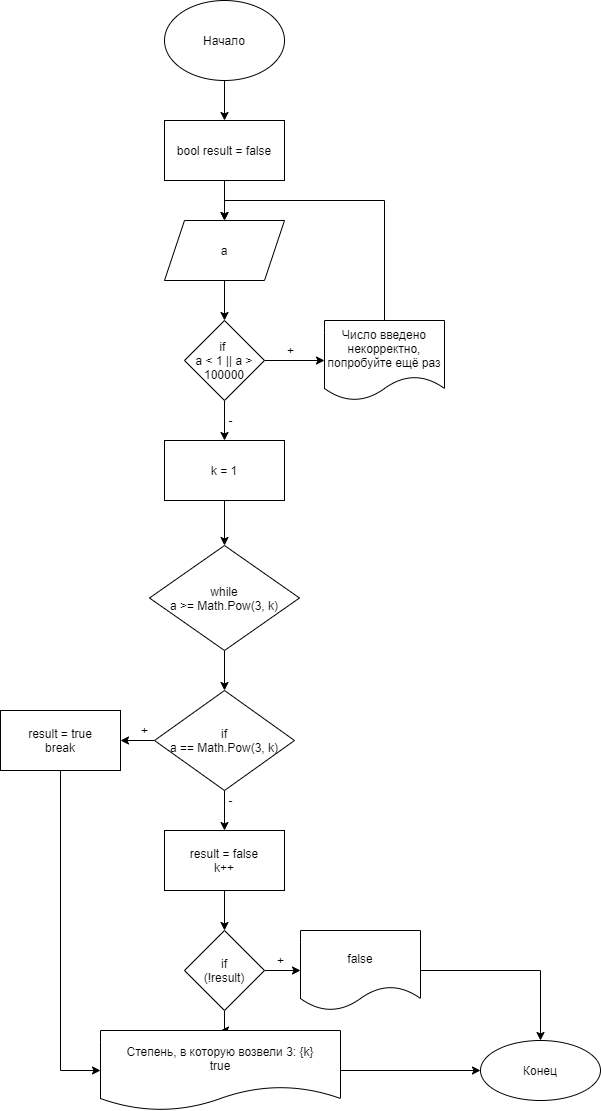 Начало
bool result = false
a
if
a < 1 || a >
100000
+
Число введено
некорректно,
попробуйте ещё раз
-
k = 1
while
a >= Math.Pow(3, k)
if
a == Math.Pow(3, k)
+
result = true
break
-
result = false
k++
if
(!result)
+
false
Степень, в которую возвели 3: {k}
true
Конец